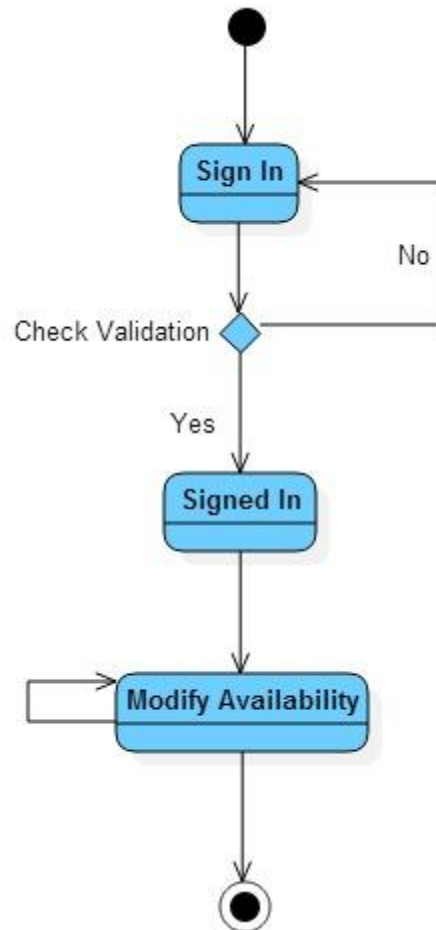 Sign In
No
Check Validation
Yes
Signed In
Modify Availability